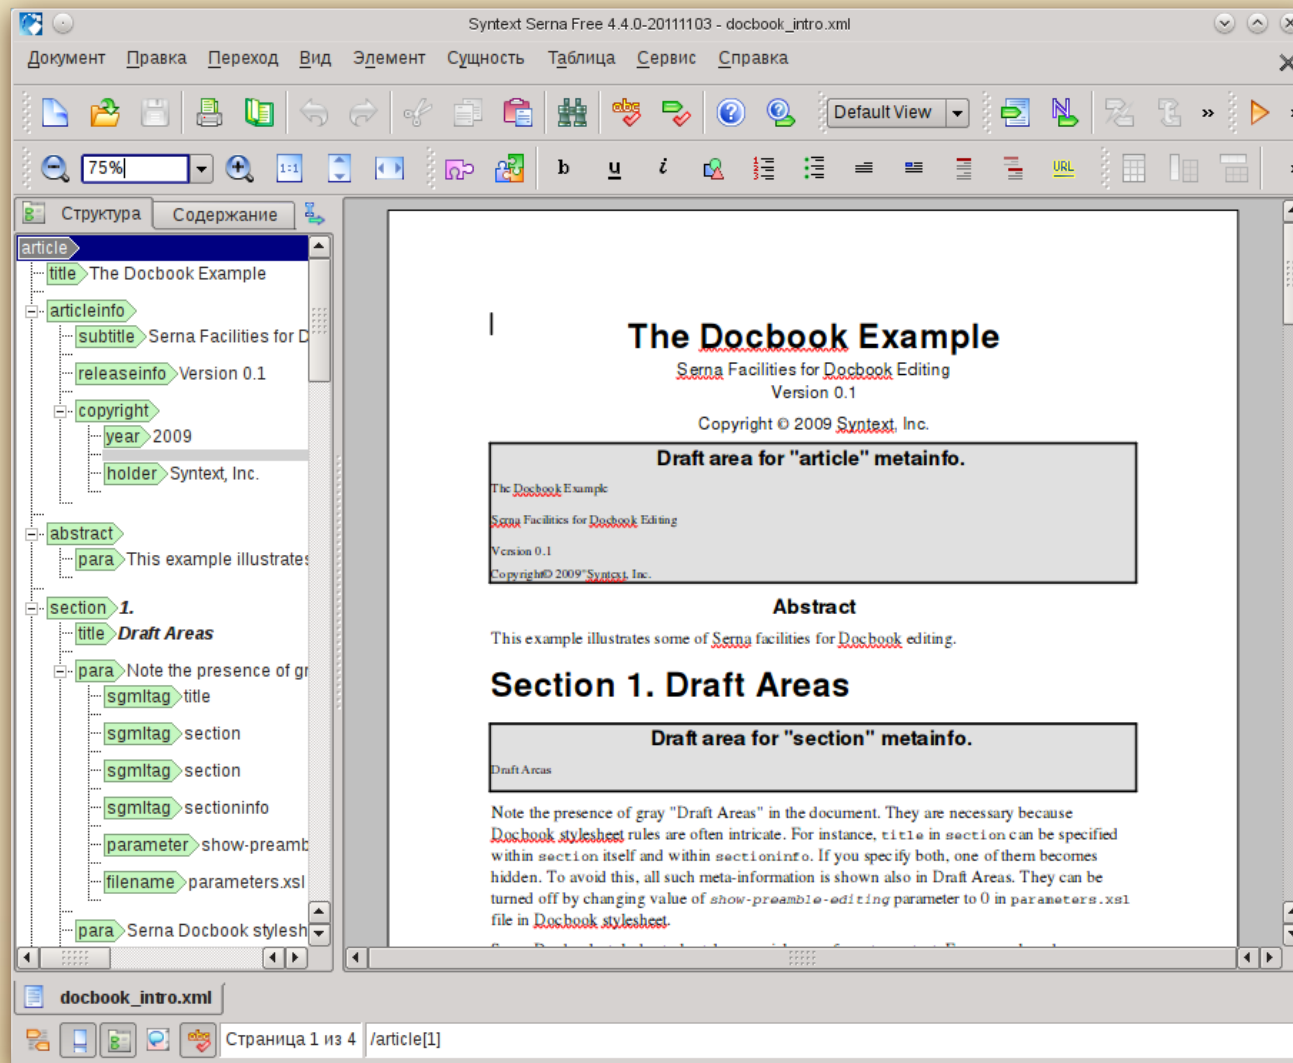 Syntext Serna Free 4.4.0-20111103 - docbook_intro.xml
Документ Правка Переход Вид Элемент Сущность Таблица Сервис Справка
abc Default View N »
75% 1:1 b u i URL
Структура Содержание
article
title The Docbook Example
articleinfo
subtitle Serna Facilities for D
releaseinfo Version 0.1
copyright
year 2009
holder Syntext, Inc.
abstract
para This example illustrates
section 1.
title Draft Areas
para Note the presence of gr
sgmltag title
sgmltag section
sgmltag section
sgmltag sectioninfo
parameter show-preamb
filename parameters.xsl
para Serna Docbook stylesh
The Docbook Example
Serna Facilities for Docbook Editing
Version 0.1
Copyright © 2009 Syntext, Inc.
Draft area for "article" metainfo.
The Docbook Example
Serna Facilities for Docbook Editing
Version 0.1
Copyright© 2009"Syntext, Inc.
Abstract
This example illustrates some of Serna facilities for Docbook editing.
Section 1. Draft Areas
Draft area for "section" metainfo.
Draft Areas
Note the presence of gray "Draft Areas" in the document. They are necessary because
Docbook stylesheet rules are often intricate. For instance, title in section can be specified
within section itself and within sectioninfo. If you specify both, one of them becomes
hidden. To avoid this, all such meta-information is shown also in Draft Areas. They can be
turned off by changing value of show-preamble-editing parameter to 0 in parameters.xsl
file in Docbook stylesheet.
docbook_intro.xml
abc Страница 1 из 4 /article[1]